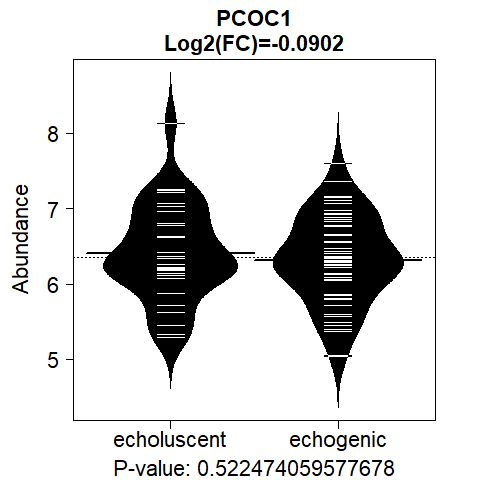 PCOC1
Log2(FC)=-0.0902
Abundance
8
7
6
5
echoluscent echogenic
P-value: 0.522474059577678